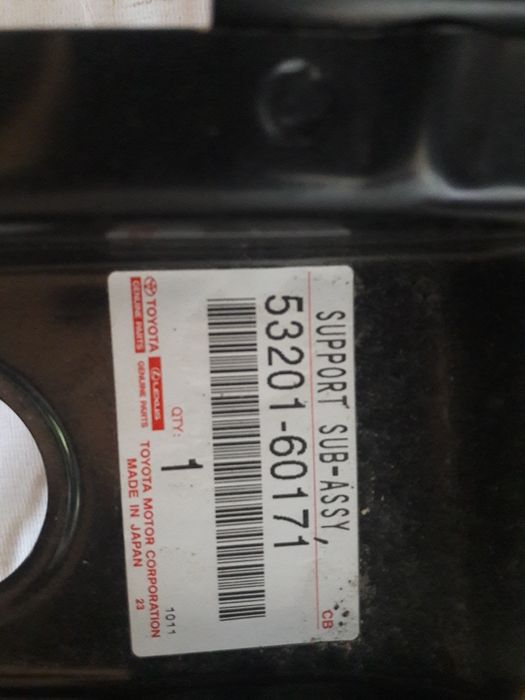 SUPPORT SUB-ASSY,
CB
53201-60171
QTY:
1
1011
TOYOTA
GENUINE PARTS
LEXUS
GENUINE PARTS
TOYOTA MOTOR CORPORATION
MADE IN JAPAN 23